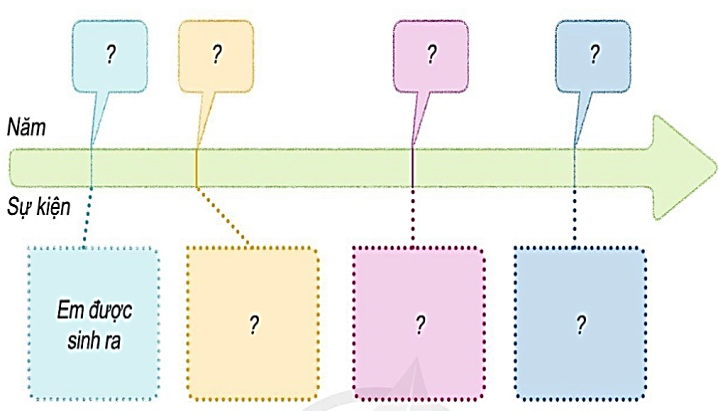 ? ? ? ?
Năm
Sự kiện
Em được
sinh ra
? ? ?